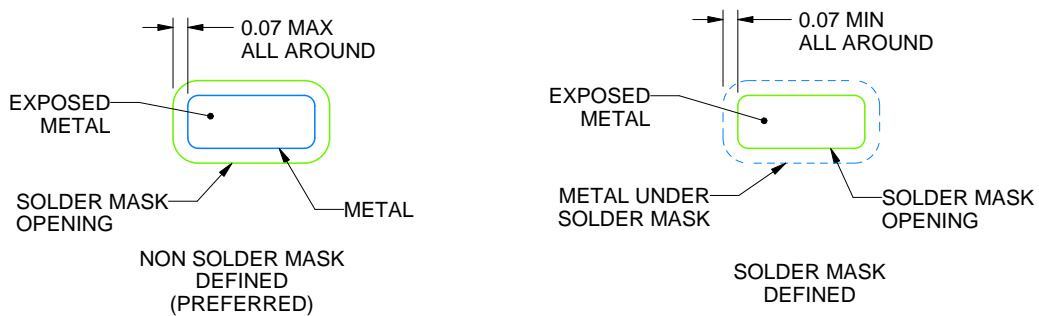 0.07 MAX
ALL AROUND
EXPOSED
METAL
SOLDER MASK
OPENING
METAL
NON SOLDER MASK
DEFINED
(PREFERRED)
0.07 MIN
ALL AROUND
EXPOSED
METAL
METAL UNDER
SOLDER MASK
SOLDER MASK
OPENING
SOLDER MASK
DEFINED